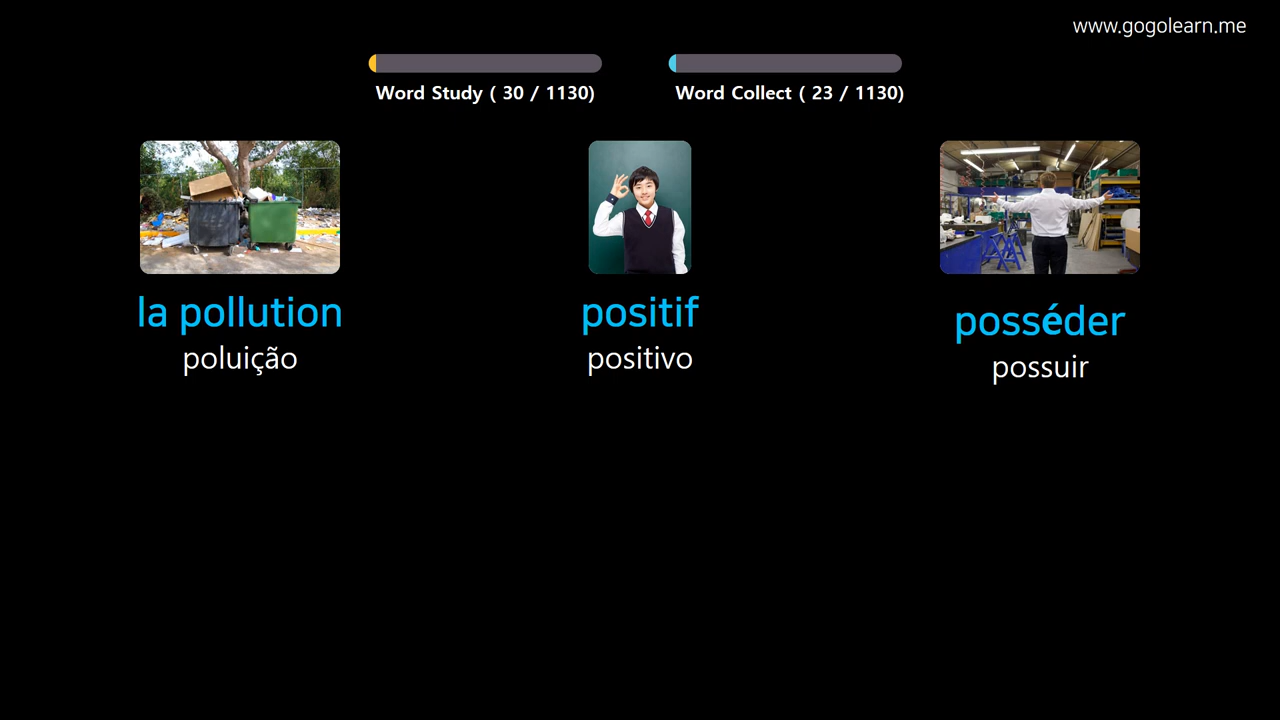 www.gogolearn.me
Word Study ( 30 / 1130)
Word Collect ( 23 / 1130)
la pollution
poluição
positif
positivo
posséder
possuir